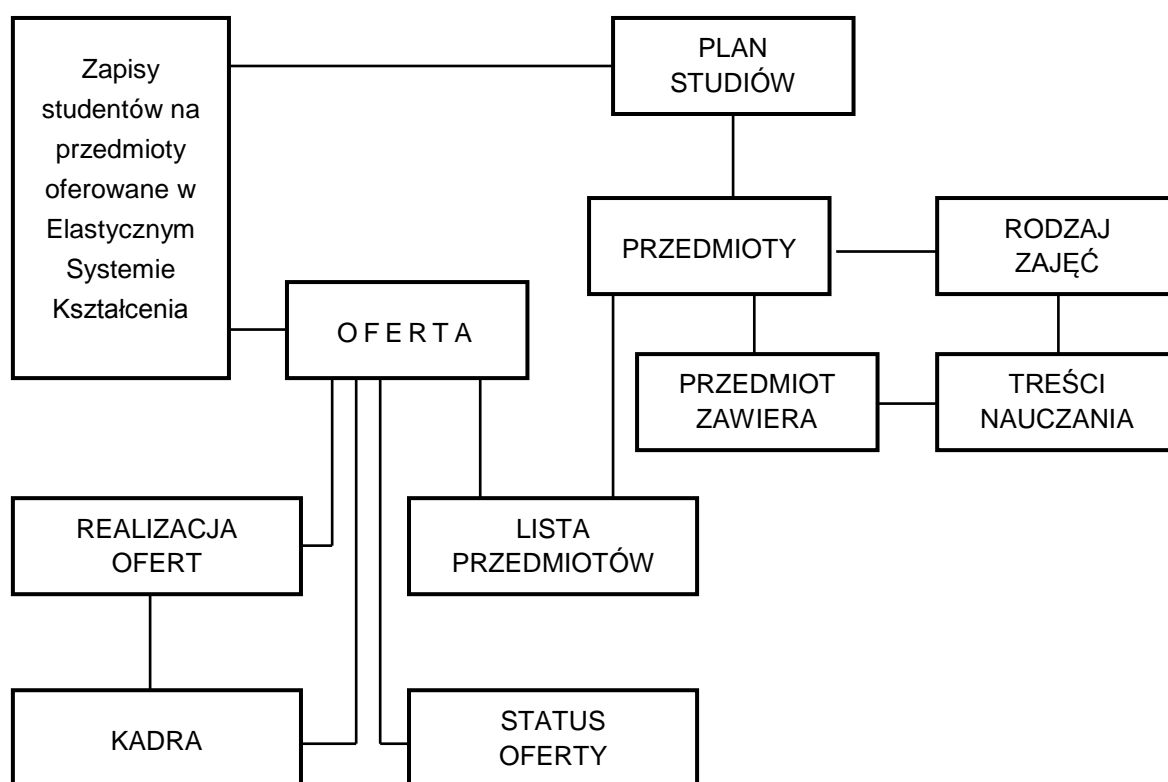 Zapisy
studentów na
przedmioty
oferowane w
Elastycznym
Systemie
Kształcenia
PLAN
STUDIÓW
PRZEDMIOTY
RODZAJ
ZAJĘĆ
O F E R T A
PRZEDMIOT
ZAWIERA
TREŚCI
NAUCZANIA
REALIZACJA
OFERT
LISTA
PRZEDMIOTÓW
KADRA
STATUS
OFERTY